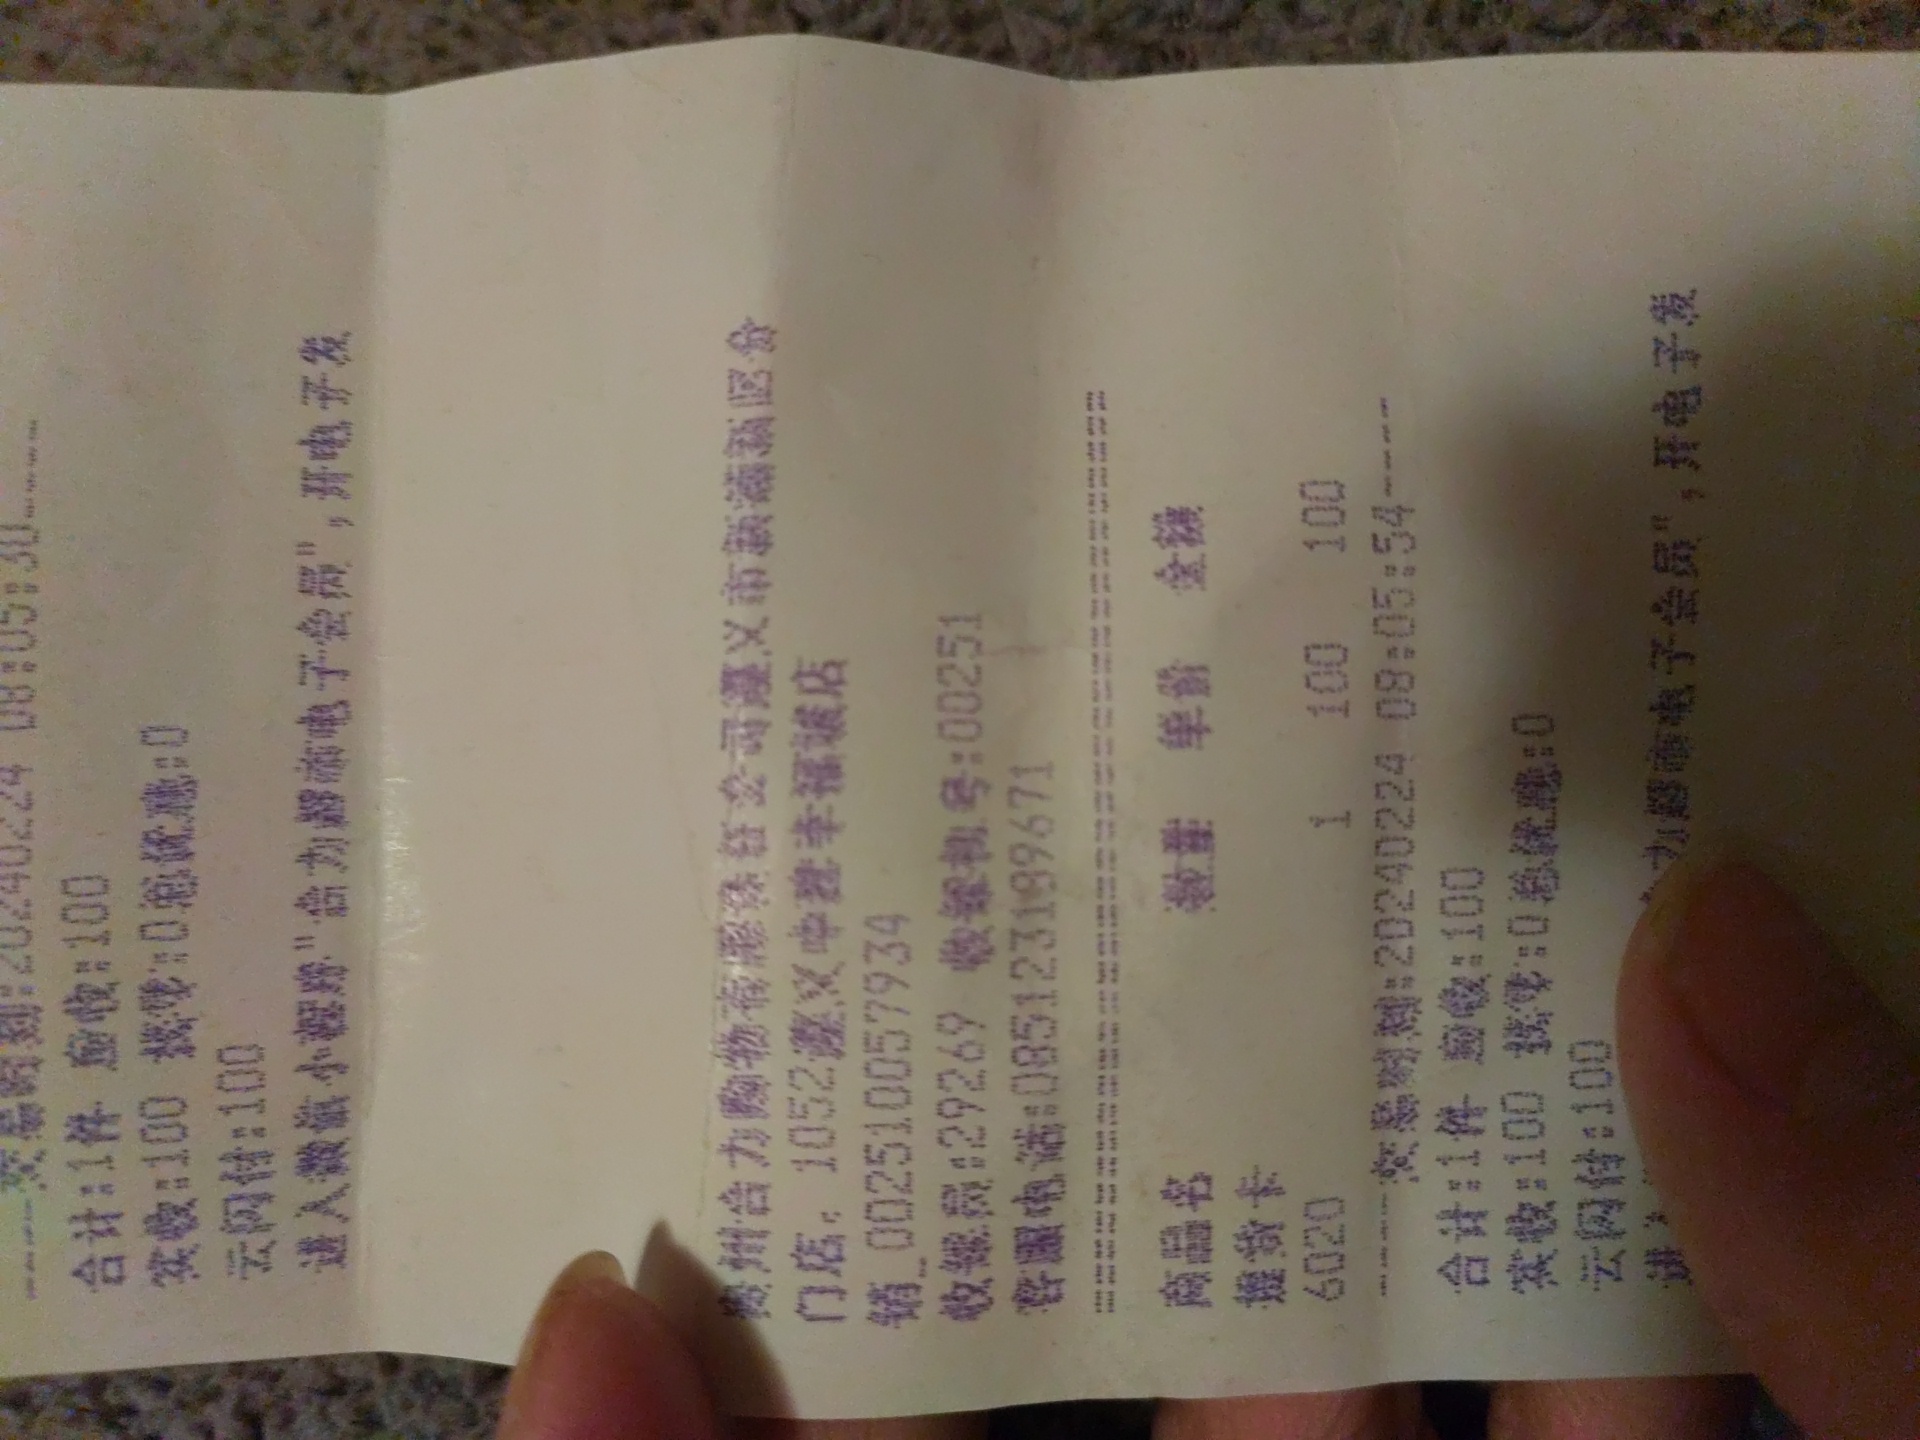 交易时刻:20240224 08:05:30
合计:1件 应收:100
实收:100 找零:0总优惠:0
云网付:100
进入微信小程序"合力超市电子会员",开电子发
贵州合力购物有限责任公司遵义市新蒲新区分
门店: 1052遵义中建幸福城店
销_002510057934
收银员:29269 收银机号:00251
客服电话:085123189671
================
商品名 数量 单价 金额
提货卡
6020 1 100 100
----交易时刻:20240224 08:05:54----
合计:1件 应收:100
实收:100 找零:0总优惠:0
云网付:100
进 力超市电子会员",开电子发